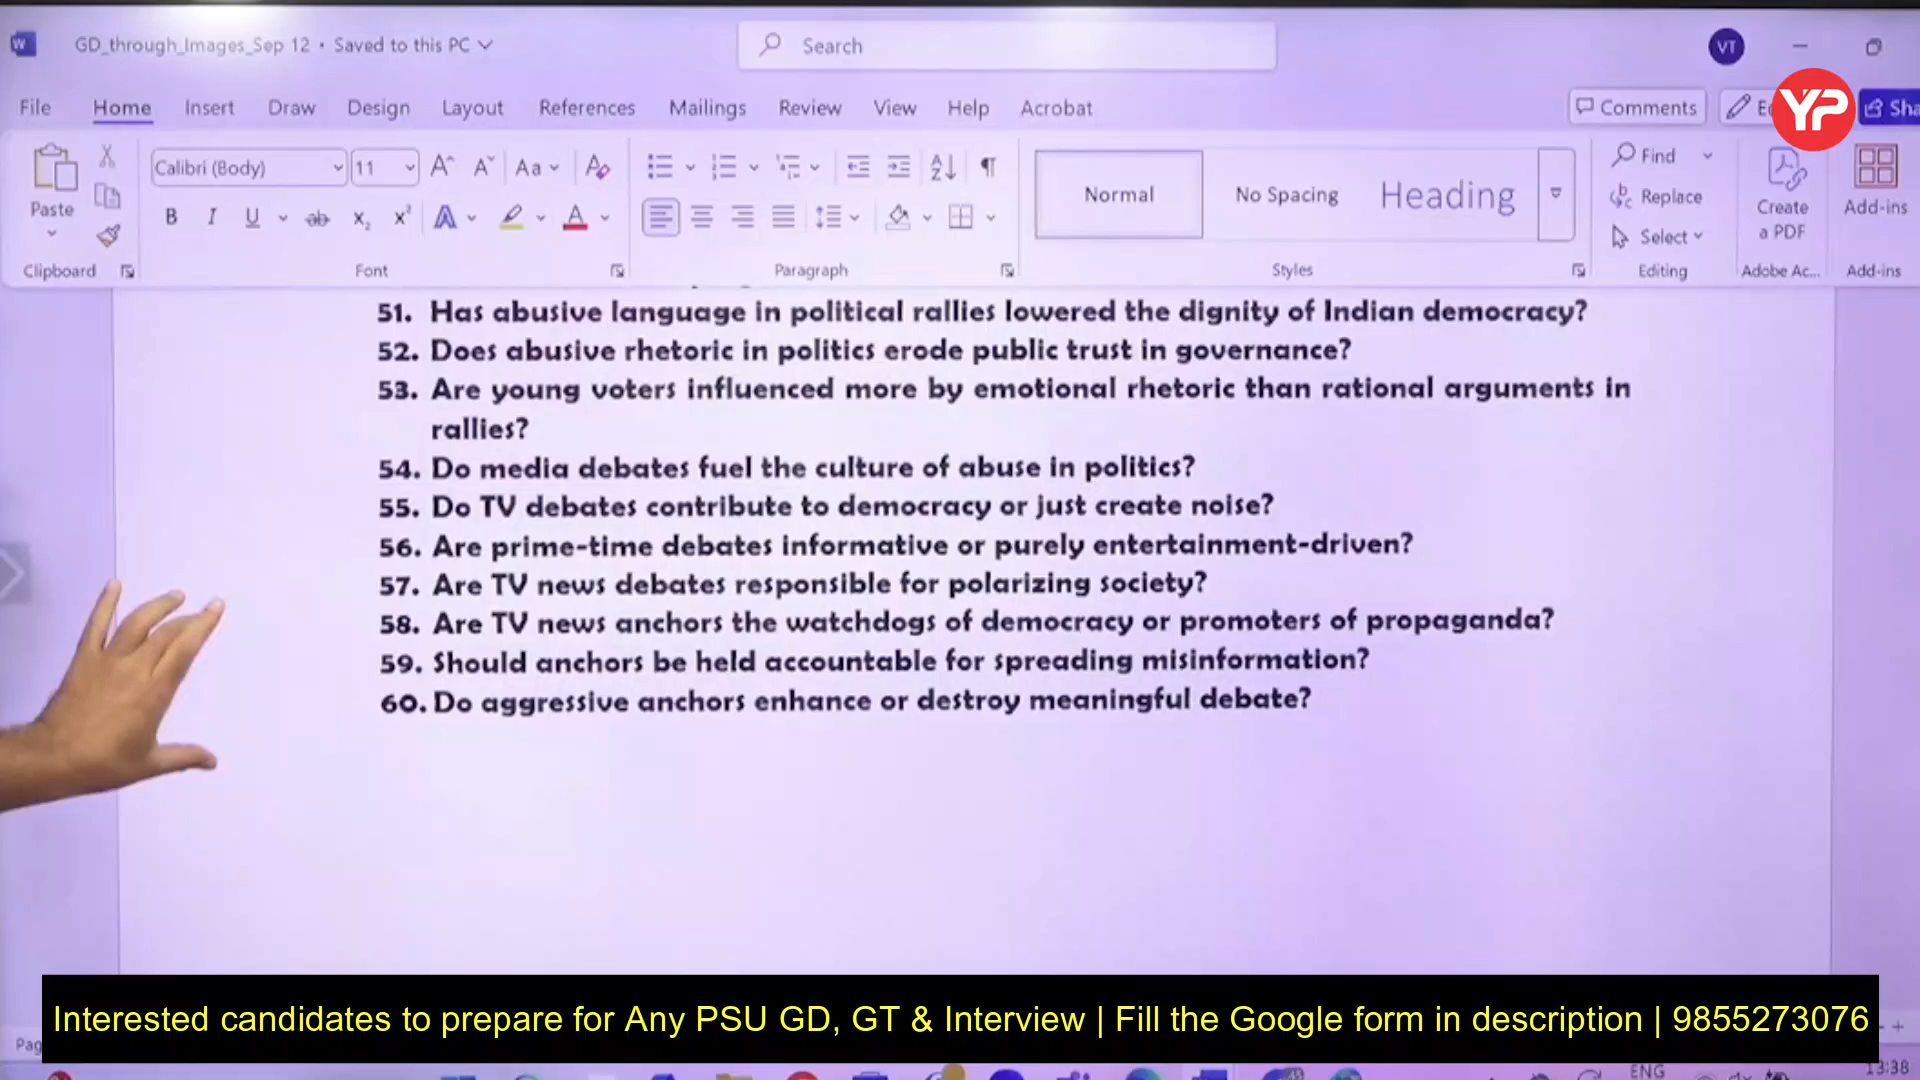 GD_through_Images_Sep 12 • Saved to this PC
Search
VT
File Home Insert Draw Design Layout References Mailings Review View Help Acrobat
Comments
YP
Paste
Calibri (Body) 11
Aa
B I U ab
Normal No Spacing Heading
Find
Replace
Select
Create a PDF
Add-ins
Clipboard Font Paragraph Styles Editing Adobe Ac... Add-ins
51. Has abusive language in political rallies lowered the dignity of Indian democracy?
52. Does abusive rhetoric in politics erode public trust in governance?
53. Are young voters influenced more by emotional rhetoric than rational arguments in
rallies?
54. Do media debates fuel the culture of abuse in politics?
55. Do TV debates contribute to democracy or just create noise?
56. Are prime-time debates informative or purely entertainment-driven?
57. Are TV news debates responsible for polarizing society?
58. Are TV news anchors the watchdogs of democracy or promoters of propaganda?
59. Should anchors be held accountable for spreading misinformation?
60. Do aggressive anchors enhance or destroy meaningful debate?
Interested candidates to prepare for Any PSU GD, GT & Interview | Fill the Google form in description | 9855273076
ENG
13:38